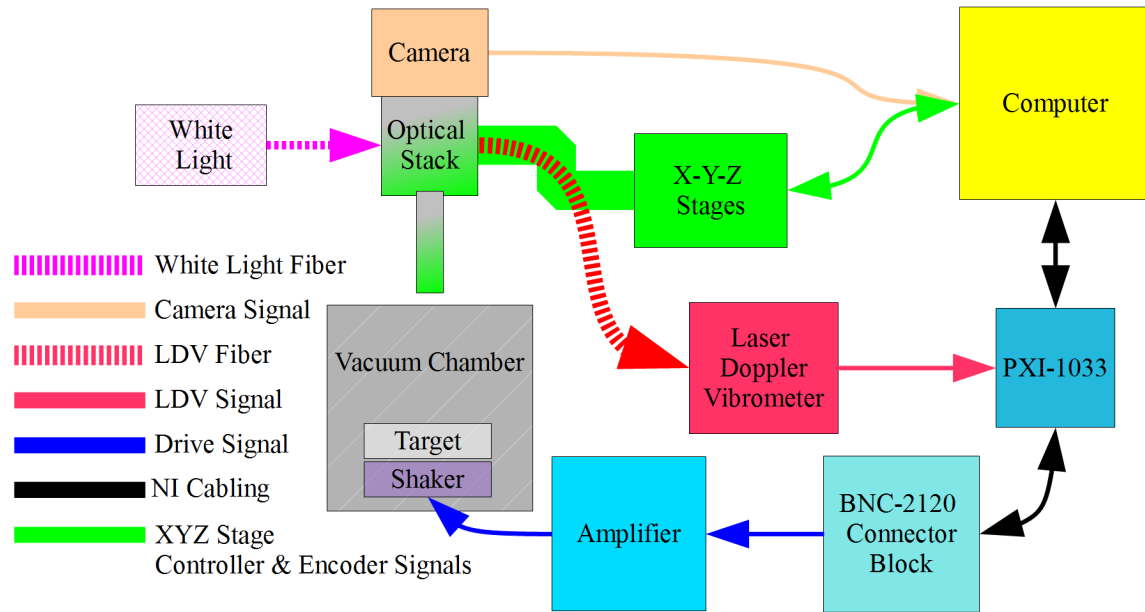 Camera
Computer
White
Light
Optical
Stack
X-Y-Z
Stages
White Light Fiber
Camera Signal
LDV Fiber
LDV Signal
Drive Signal
NI Cabling
XYZ Stage
Controller & Encoder Signals
Vacuum Chamber
Target
Shaker
Laser
Doppler
Vibrometer
PXI-1033
Amplifier
BNC-2120
Connector
Block